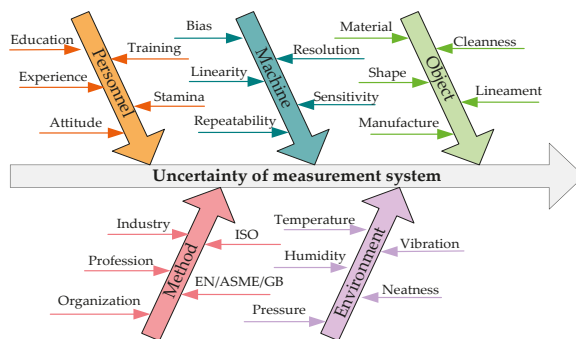 Education
Training
Experience
Stamina
Attitude
Personnel
Bias
Resolution
Linearity
Sensitivity
Repeatability
Machine
Material
Cleanness
Shape
Lineament
Manufacture
Object
Uncertainty of measurement system
Industry
ISO
Profession
EN/ASME/GB
Organization
Method
Temperature
Vibration
Humidity
Neatness
Pressure
Environment